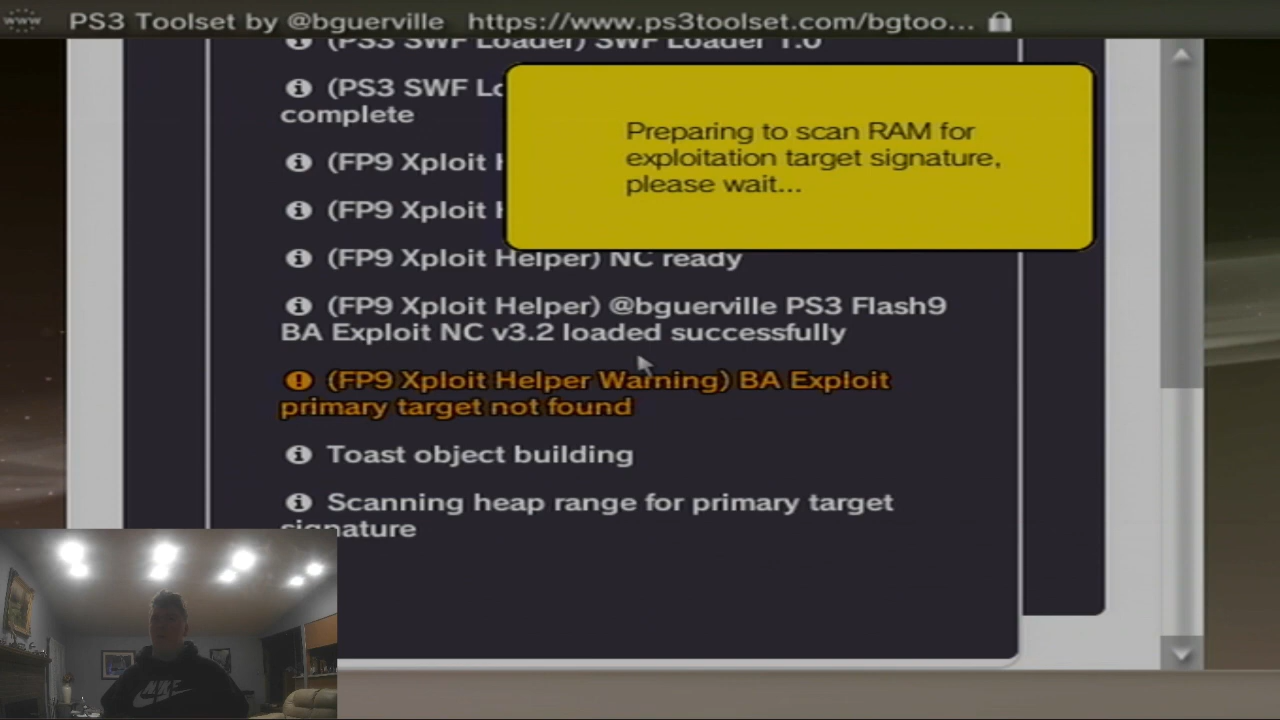 www PS3 Toolset by @bguerville https://www.ps3toolset.com/bgtoo...
(PS3 SWF Loader) SWF Loader 1.0
(PS3 SWF Lo
complete
Preparing to scan RAM for
exploitation target signature,
please wait...
(FP9 Xploit H
(FP9 Xploit H
(FP9 Xploit Helper) NC ready
(FP9 Xploit Helper) @bguerville PS3 Flash9
BA Exploit NC v3.2 loaded successfully
(FP9 Xploit Helper Warning) BA Exploit
primary target not found
Toast object building
Scanning heap range for primary target
signature
NIKE